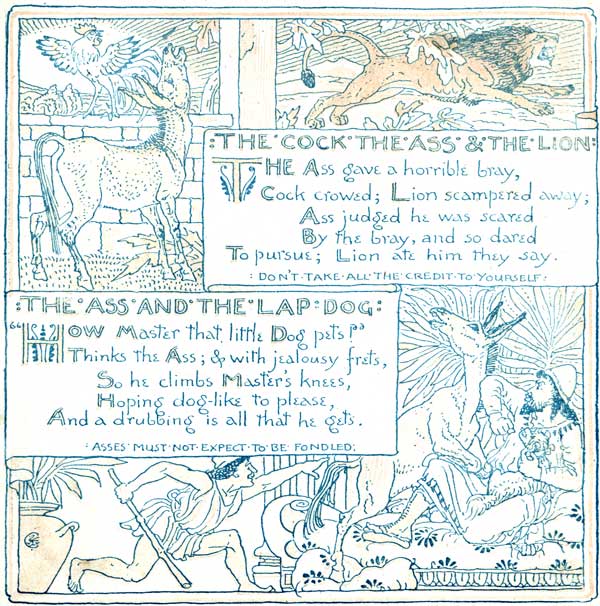 : THE · COCK · THE · ASS · & · THE · LION :
THE Ass gave a horrible bray,
Cock crowed; Lion scampered away;
Ass judged he was scared
By the bray, and so dared
To pursue; Lion ate him they say.
: DON'T · TAKE · ALL · THE · CREDIT · TO · YOURSELF :
: THE · ASS · AND · THE · LAP · DOG :
"HOW Master that little Dog pets!"
Thinks the Ass; & with jealousy frets,
So he climbs Master's knees,
Hoping dog-like to please,
And a drubbing is all that he gets.
: ASSES · MUST · NOT · EXPECT · TO · BE · FONDLED :